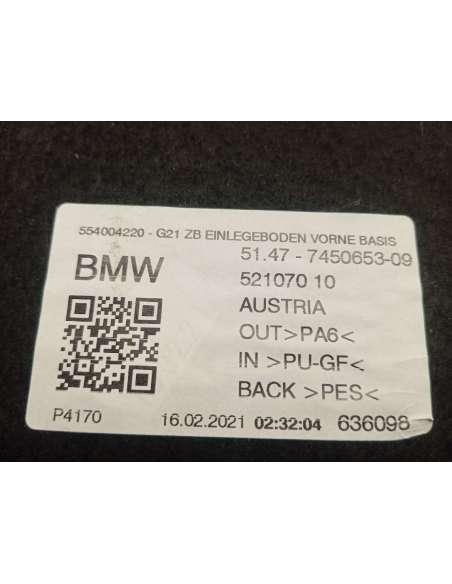 554004220 - G21 ZB EINLEGEBODEN VORNE BASIS
BMW
51.47 - 7450653-09
521070 10
AUSTRIA
OUT>PA6<
IN >PU-GF<
BACK >PES<
P4170
16.02.2021 02:32:04 636098